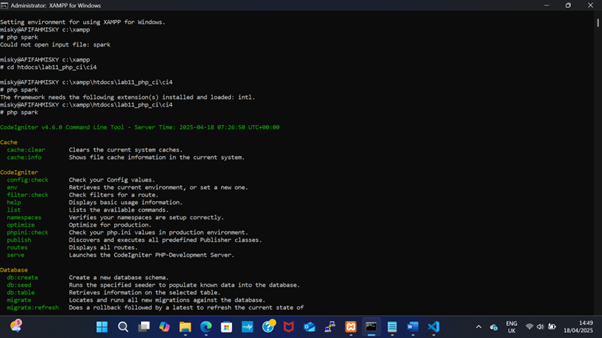 Administrator: XAMPP for Windows
Setting environment for using XAMPP for Windows.
misky@AFIFAHMISKY c:\xampp
# php spark
Could not open input file: spark
misky@AFIFAHMISKY c:\xampp
# cd htdocs\lab11_php_ci\ci4
misky@AFIFAHMISKY c:\xampp\htdocs\lab11_php_ci\ci4
# php spark
The framework needs the following extension(s) installed and loaded: intl.
misky@AFIFAHMISKY c:\xampp\htdocs\lab11_php_ci\ci4
# php spark
CodeIgniter v4.6.0 Command Line Tool - Server Time: 2025-04-18 07:26:50 UTC+00:00
Cache
cache:clear Clears the current system caches.
cache:info Shows file cache information in the current system.
CodeIgniter
config:check Check your Config values.
env Retrieves the current environment, or set a new one.
filter:check Check filters for a route.
help Displays basic usage information.
list Lists the available commands.
namespaces Verifies your namespaces are setup correctly.
optimize Optimize for production.
phpini:check Check your php.ini values in production environment.
publish Discovers and executes all predefined Publisher classes.
routes Displays all routes.
serve Launches the CodeIgniter PHP-Development Server.
Database
db:create Create a new database schema.
db:seed Runs the specified seeder to populate known data into the database.
db:table Retrieves information on the selected table.
migrate Locates and runs all new migrations against the database.
migrate:refresh Does a rollback followed by a latest to refresh the current state of
ENG
UK
14:49
18/04/2025